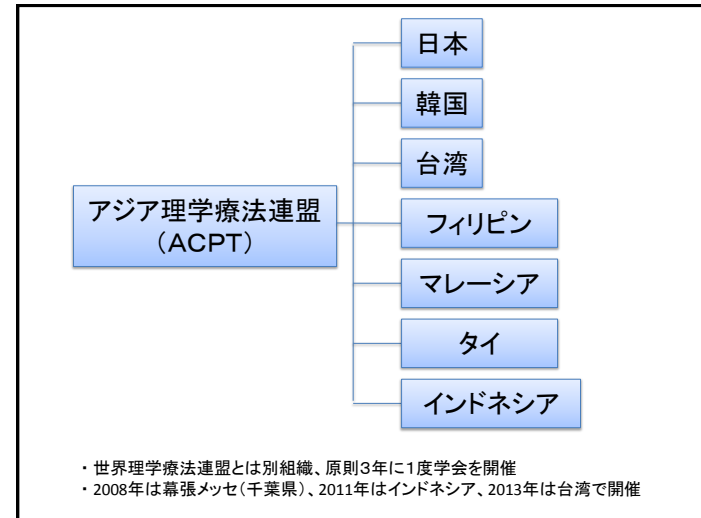 日本
韓国
台湾
アジア理学療法連盟
（ＡＣＰＴ）
フィリピン
マレーシア
タイ
インドネシア
・世界理学療法連盟とは別組織、原則３年に１度学会を開催
・2008年は幕張メッセ（千葉県）、2011年はインドネシア、2013年は台湾で開催